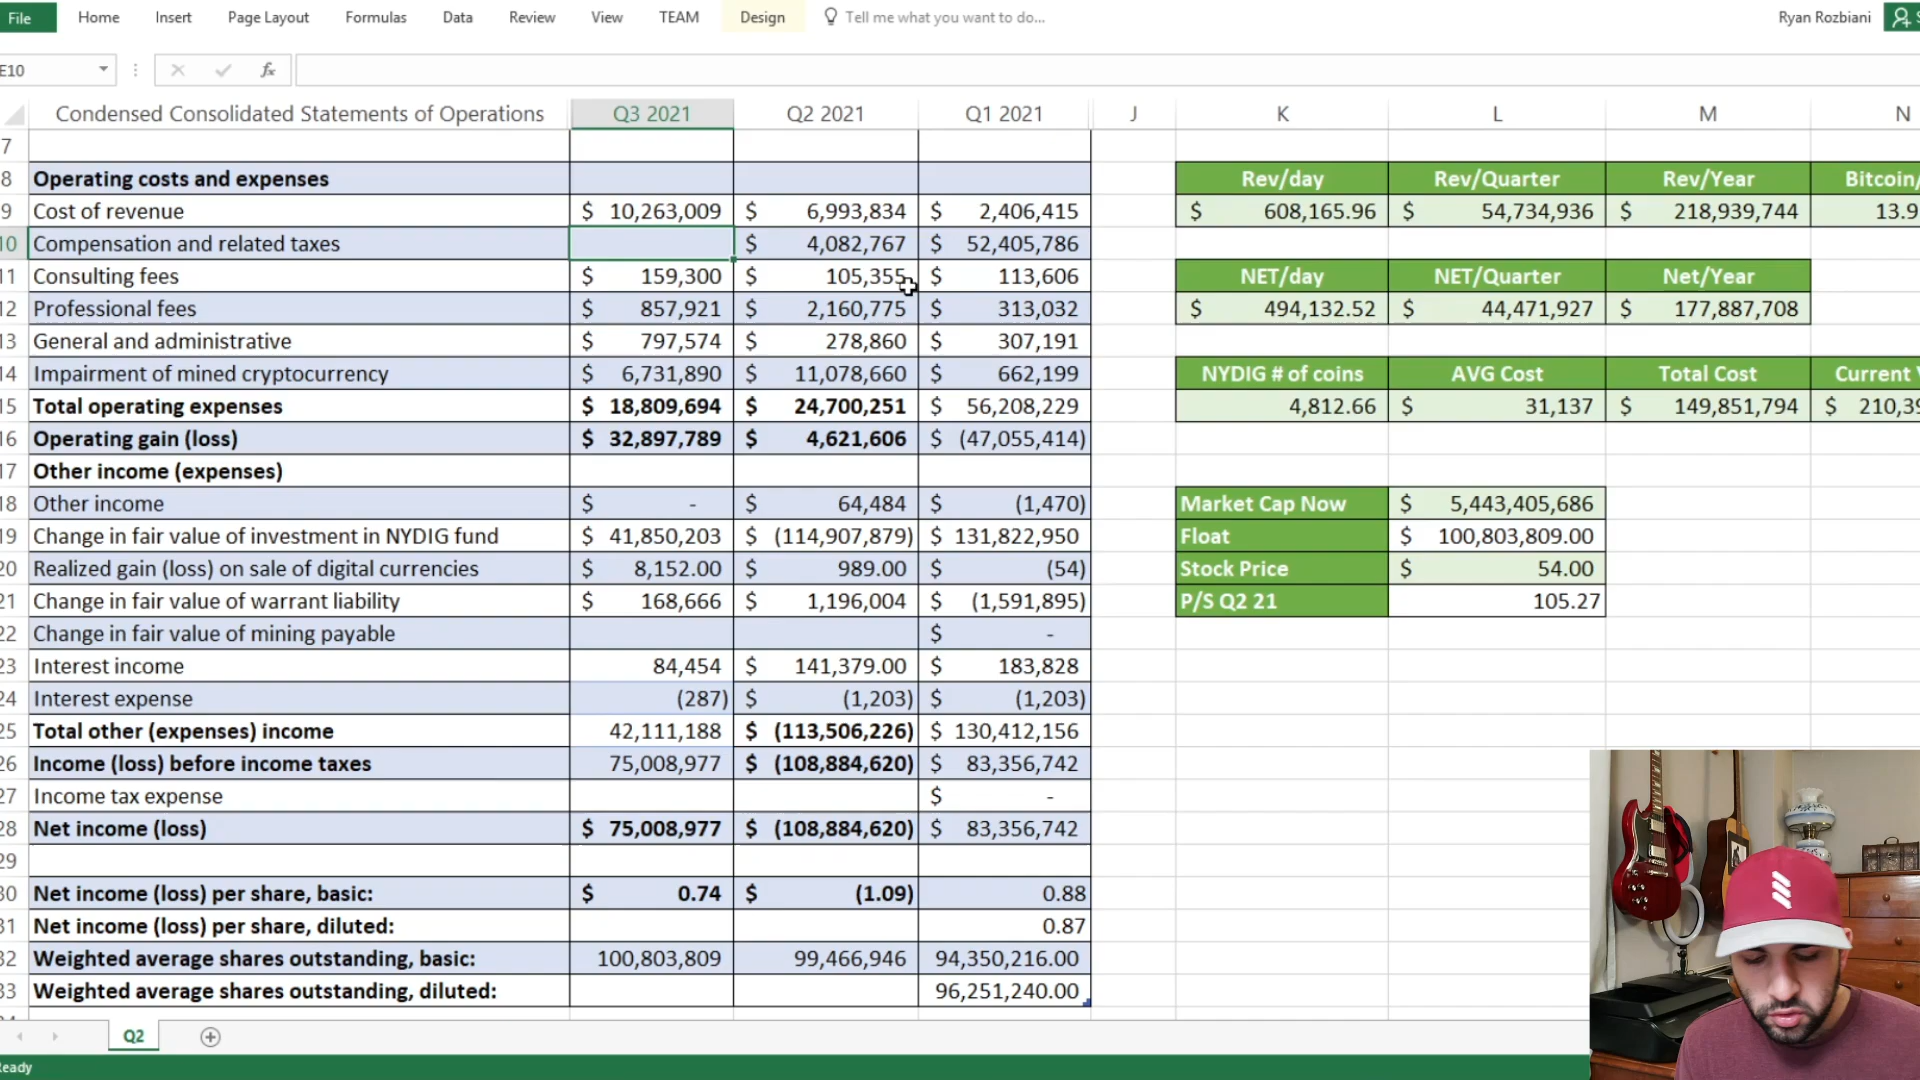 File Home Insert Page Layout Formulas Data Review View TEAM Design Tell me what you want to do... Ryan Rozbiani
E10 fx
Condensed Consolidated Statements of Operations Q3 2021 Q2 2021 Q1 2021 J K L M N
7
8 Operating costs and expenses Rev/day Rev/Quarter Rev/Year Bitcoin/
9 Cost of revenue $ 10,263,009 $ 6,993,834 $ 2,406,415 $ 608,165.96 $ 54,734,936 $ 218,939,744 13.9
10 Compensation and related taxes $ 4,082,767 $ 52,405,786
11 Consulting fees $ 159,300 $ 105,355 $ 113,606 NET/day NET/Quarter Net/Year
12 Professional fees $ 857,921 $ 2,160,775 $ 313,032 $ 494,132.52 $ 44,471,927 $ 177,887,708
13 General and administrative $ 797,574 $ 278,860 $ 307,191
14 Impairment of mined cryptocurrency $ 6,731,890 $ 11,078,660 $ 662,199 NYDIG # of coins AVG Cost Total Cost Current
15 Total operating expenses $ 18,809,694 $ 24,700,251 $ 56,208,229 4,812.66 $ 31,137 $ 149,851,794 $ 210,39
16 Operating gain (loss) $ 32,897,789 $ 4,621,606 $ (47,055,414)
17 Other income (expenses)
18 Other income $ - $ 64,484 $ (1,470) Market Cap Now $ 5,443,405,686
19 Change in fair value of investment in NYDIG fund $ 41,850,203 $ (114,907,879) $ 131,822,950 Float $ 100,803,809.00
20 Realized gain (loss) on sale of digital currencies $ 8,152.00 $ 989.00 $ (54) Stock Price $ 54.00
21 Change in fair value of warrant liability $ 168,666 $ 1,196,004 $ (1,591,895) P/S Q2 21 105.27
22 Change in fair value of mining payable $ -
23 Interest income 84,454 $ 141,379.00 $ 183,828
24 Interest expense (287) $ (1,203) $ (1,203)
25 Total other (expenses) income 42,111,188 $ (113,506,226) $ 130,412,156
26 Income (loss) before income taxes 75,008,977 $ (108,884,620) $ 83,356,742
27 Income tax expense $ -
28 Net income (loss) $ 75,008,977 $ (108,884,620) $ 83,356,742
29
30 Net income (loss) per share, basic: $ 0.74 $ (1.09) 0.88
31 Net income (loss) per share, diluted: 0.87
32 Weighted average shares outstanding, basic: 100,803,809 99,466,946 94,350,216.00
33 Weighted average shares outstanding, diluted: 96,251,240.00
Q2
eady